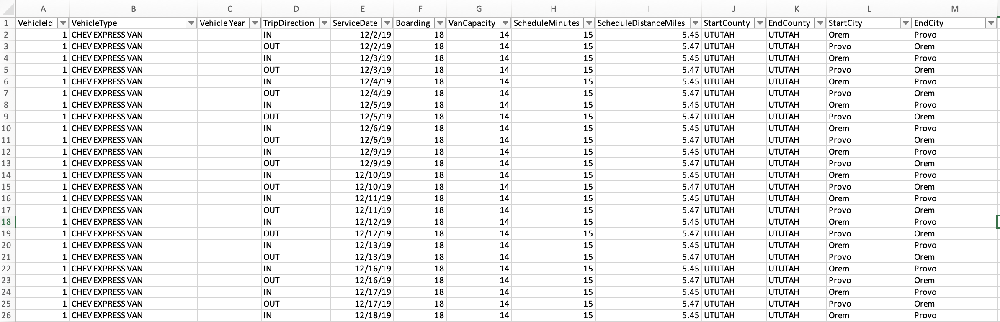 A B C D E F G H I J K L M
1 VehicleId VehicleType Vehicle Year TripDirection ServiceDate Boarding VanCapacity ScheduleMinutes ScheduleDistanceMiles StartCounty EndCounty StartCity EndCity
2 1 CHEV EXPRESS VAN IN 12/2/19 18 14 15 5.45 UTUTAH UTUTAH Orem Provo
3 1 CHEV EXPRESS VAN OUT 12/2/19 18 14 15 5.47 UTUTAH UTUTAH Provo Orem
4 1 CHEV EXPRESS VAN IN 12/3/19 18 14 15 5.45 UTUTAH UTUTAH Orem Provo
5 1 CHEV EXPRESS VAN OUT 12/3/19 18 14 15 5.47 UTUTAH UTUTAH Provo Orem
6 1 CHEV EXPRESS VAN IN 12/4/19 18 14 15 5.45 UTUTAH UTUTAH Orem Provo
7 1 CHEV EXPRESS VAN OUT 12/4/19 18 14 15 5.47 UTUTAH UTUTAH Provo Orem
8 1 CHEV EXPRESS VAN IN 12/5/19 18 14 15 5.45 UTUTAH UTUTAH Orem Provo
9 1 CHEV EXPRESS VAN OUT 12/5/19 18 14 15 5.47 UTUTAH UTUTAH Provo Orem
10 1 CHEV EXPRESS VAN IN 12/6/19 18 14 15 5.45 UTUTAH UTUTAH Orem Provo
11 1 CHEV EXPRESS VAN OUT 12/6/19 18 14 15 5.47 UTUTAH UTUTAH Provo Orem
12 1 CHEV EXPRESS VAN IN 12/9/19 18 14 15 5.45 UTUTAH UTUTAH Orem Provo
13 1 CHEV EXPRESS VAN OUT 12/9/19 18 14 15 5.47 UTUTAH UTUTAH Provo Orem
14 1 CHEV EXPRESS VAN IN 12/10/19 18 14 15 5.45 UTUTAH UTUTAH Orem Provo
15 1 CHEV EXPRESS VAN OUT 12/10/19 18 14 15 5.47 UTUTAH UTUTAH Provo Orem
16 1 CHEV EXPRESS VAN IN 12/11/19 18 14 15 5.45 UTUTAH UTUTAH Orem Provo
17 1 CHEV EXPRESS VAN OUT 12/11/19 18 14 15 5.47 UTUTAH UTUTAH Provo Orem
18 1 CHEV EXPRESS VAN IN 12/12/19 18 14 15 5.45 UTUTAH UTUTAH Orem Provo
19 1 CHEV EXPRESS VAN OUT 12/12/19 18 14 15 5.47 UTUTAH UTUTAH Provo Orem
20 1 CHEV EXPRESS VAN IN 12/13/19 18 14 15 5.45 UTUTAH UTUTAH Orem Provo
21 1 CHEV EXPRESS VAN OUT 12/13/19 18 14 15 5.47 UTUTAH UTUTAH Provo Orem
22 1 CHEV EXPRESS VAN IN 12/16/19 18 14 15 5.45 UTUTAH UTUTAH Orem Provo
23 1 CHEV EXPRESS VAN OUT 12/16/19 18 14 15 5.47 UTUTAH UTUTAH Provo Orem
24 1 CHEV EXPRESS VAN IN 12/17/19 18 14 15 5.45 UTUTAH UTUTAH Orem Provo
25 1 CHEV EXPRESS VAN OUT 12/17/19 18 14 15 5.47 UTUTAH UTUTAH Provo Orem
26 1 CHEV EXPRESS VAN IN 12/18/19 18 14 15 5.45 UTUTAH UTUTAH Orem Provo